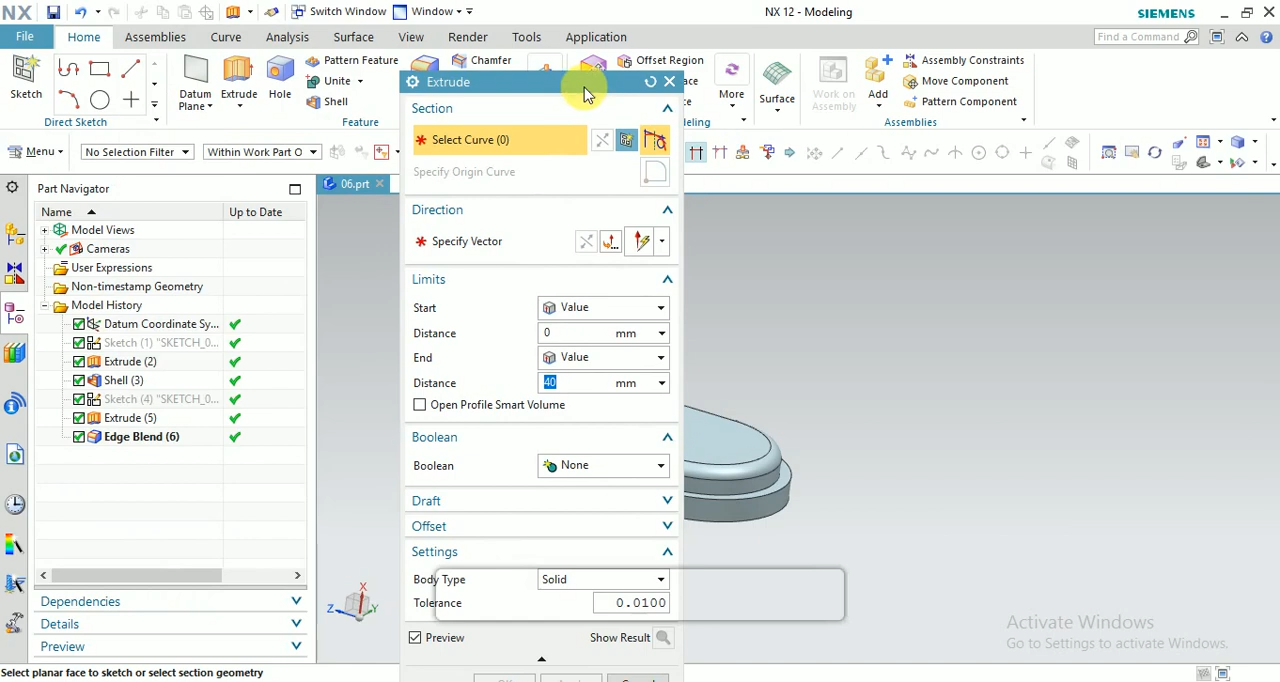 NX
Switch Window
Window
NX 12 - Modeling
SIEMENS
File
Home
Assemblies
Curve
Analysis
Surface
View
Render
Tools
Application
Find a Command
Sketch
Direct Sketch
Datum Plane
Extrude
Hole
Pattern Feature
Unite
Shell
Feature
Chamfer
Offset Region
More
Surface
Work on Assembly
Add
Assembly Constraints
Move Component
Pattern Component
Assemblies
Menu
No Selection Filter
Within Work Part O
Part Navigator
06.prt
Name
Up to Date
Model Views
Cameras
User Expressions
Non-timestamp Geometry
Model History
Datum Coordinate Sy...
Sketch (1) "SKETCH_0...
Extrude (2)
Shell (3)
Sketch (4) "SKETCH_0...
Extrude (5)
Edge Blend (6)
Dependencies
Details
Preview
Extrude
Section
* Select Curve (0)
Specify Origin Curve
Direction
* Specify Vector
Limits
Start
Value
Distance
0 mm
End
Value
Distance
40 mm
Open Profile Smart Volume
Boolean
Boolean
None
Draft
Offset
Settings
Body Type
Solid
Tolerance
0.0100
Preview
Show Result
X
Y
Z
Activate Windows
Go to Settings to activate Windows.
Select planar face to sketch or select section geometry